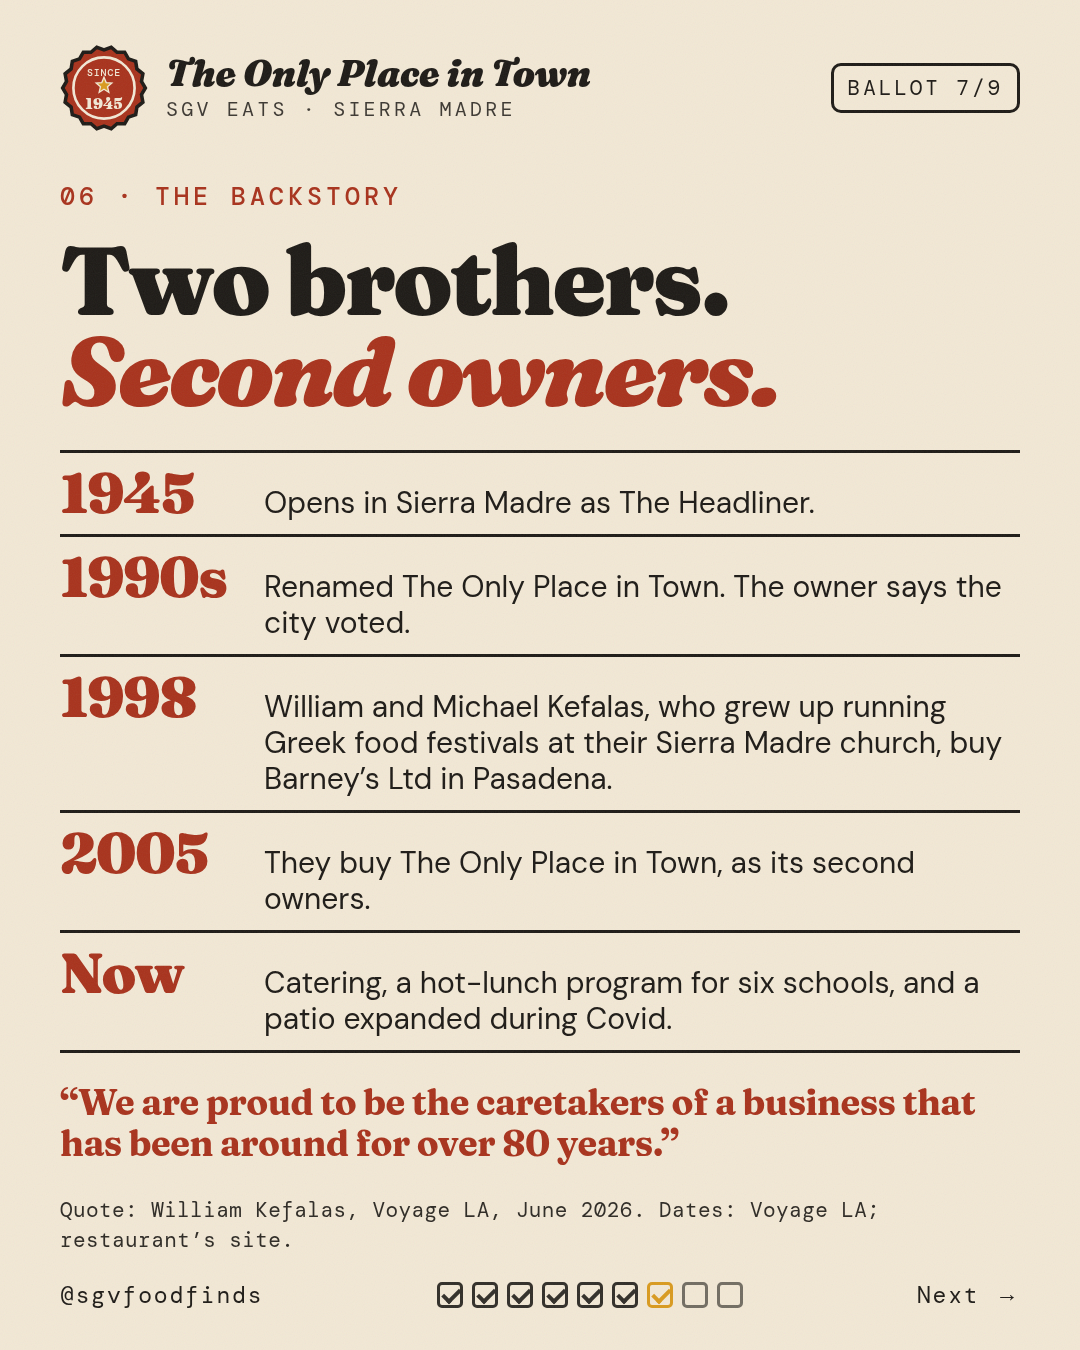 SINCE
1945
The Only Place in Town
SGV EATS · SIERRA MADRE
BALLOT 7/9
06 · THE BACKSTORY
Two brothers.
Second owners.
1945
Opens in Sierra Madre as The Headliner.
1990s
Renamed The Only Place in Town. The owner says the
city voted.
1998
William and Michael Kefalas, who grew up running
Greek food festivals at their Sierra Madre church, buy
Barney’s Ltd in Pasadena.
2005
They buy The Only Place in Town, as its second
owners.
Now
Catering, a hot-lunch program for six schools, and a
patio expanded during Covid.
“We are proud to be the caretakers of a business that
has been around for over 80 years.”
Quote: William Kefalas, Voyage LA, June 2026. Dates: Voyage LA;
restaurant’s site.
@sgvfoodfinds
Next →